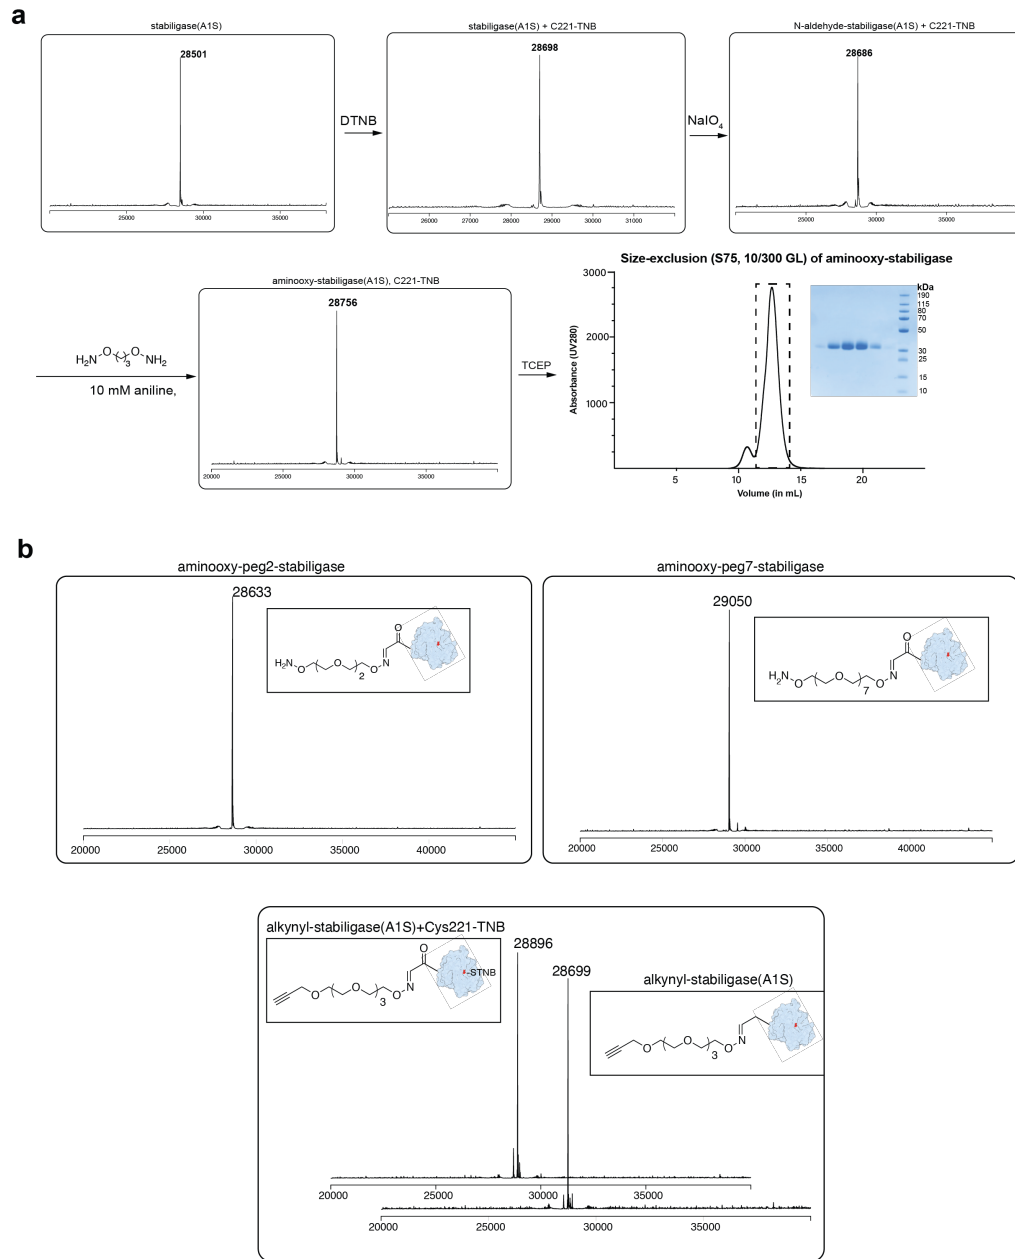 a
stabiligase(A1S)
28501
25000 30000 35000
DTNB
stabiligase(A1S) + C221-TNB
28698
26000 27000 28000 29000 30000 31000
NaIO4
N-aldehyde-stabiligase(A1S) + C221-TNB
28686
25000 30000 35000
H2N O ( )3 O NH2
10 mM aniline,
aminooxy-stabiligase(A1S), C221-TNB
28756
20000 25000 30000 35000
TCEP
Size-exclusion (S75, 10/300 GL) of aminooxy-stabiligase
3000
2000
1000
Absorbance (UV280)
5 10 15 20
Volume (in mL)
kDa
190
115
80
70
50
30
25
15
10
b
aminooxy-peg2-stabiligase
28633
H2N O O 2 O N O
20000 25000 30000 35000 40000
aminooxy-peg7-stabiligase
29050
H2N O O 7 O N O
20000 25000 30000 35000 40000
alkynyl-stabiligase(A1S)+Cys221-TNB
28896
O O 3 O N O STNB
28699
alkynyl-stabiligase(A1S)
O O 3 O N
20000 25000 30000 35000
20000 25000 30000 35000